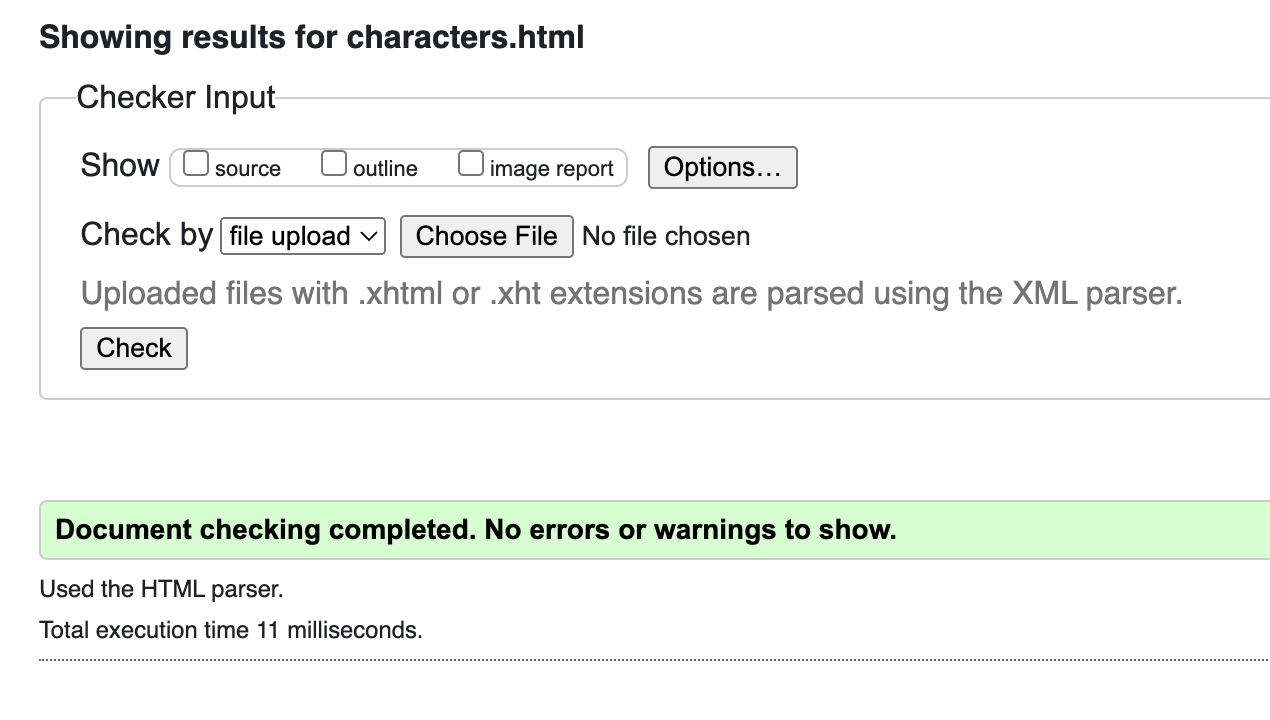 Showing results for characters.html
Checker Input
Show source outline image report Options…
Check by file upload Choose File No file chosen
Uploaded files with .xhtml or .xht extensions are parsed using the XML parser.
Check
Document checking completed. No errors or warnings to show.
Used the HTML parser.
Total execution time 11 milliseconds.